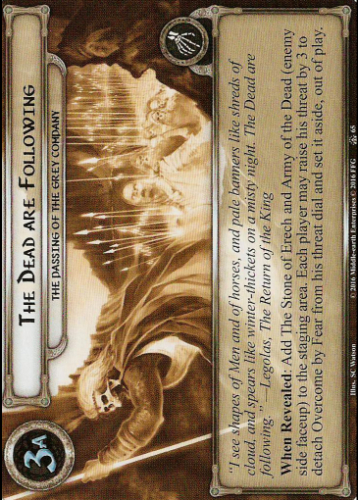 3A
The Dead are Following
The Passing of the Grey Company
"I see shapes of Men and of horses, and pale banners like shreds
of cloud, and spears like winter-thickets on a misty night. The Dead
are following." —Legolas, The Return of the King
When Revealed: Add The Stone of Erech and Army of the Dead (enemy
side faceup) to the staging area. Each player may raise his threat by 3 to
detach Overcome by Fear from his threat dial and set it aside, out of play.
Illus. SC Watson © 2016 Middle-earth Enterprises © 2016 FFG 65